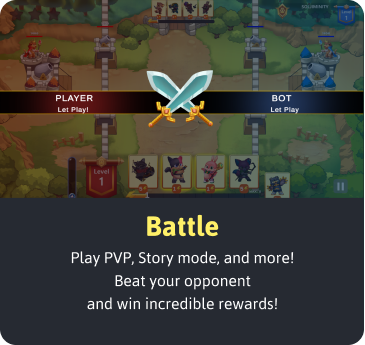 PLAYER
Let Play!
BOT
Let Play
Level
1
1
Battle
Play PVP, Story mode, and more!
Beat your opponent
and win incredible rewards!